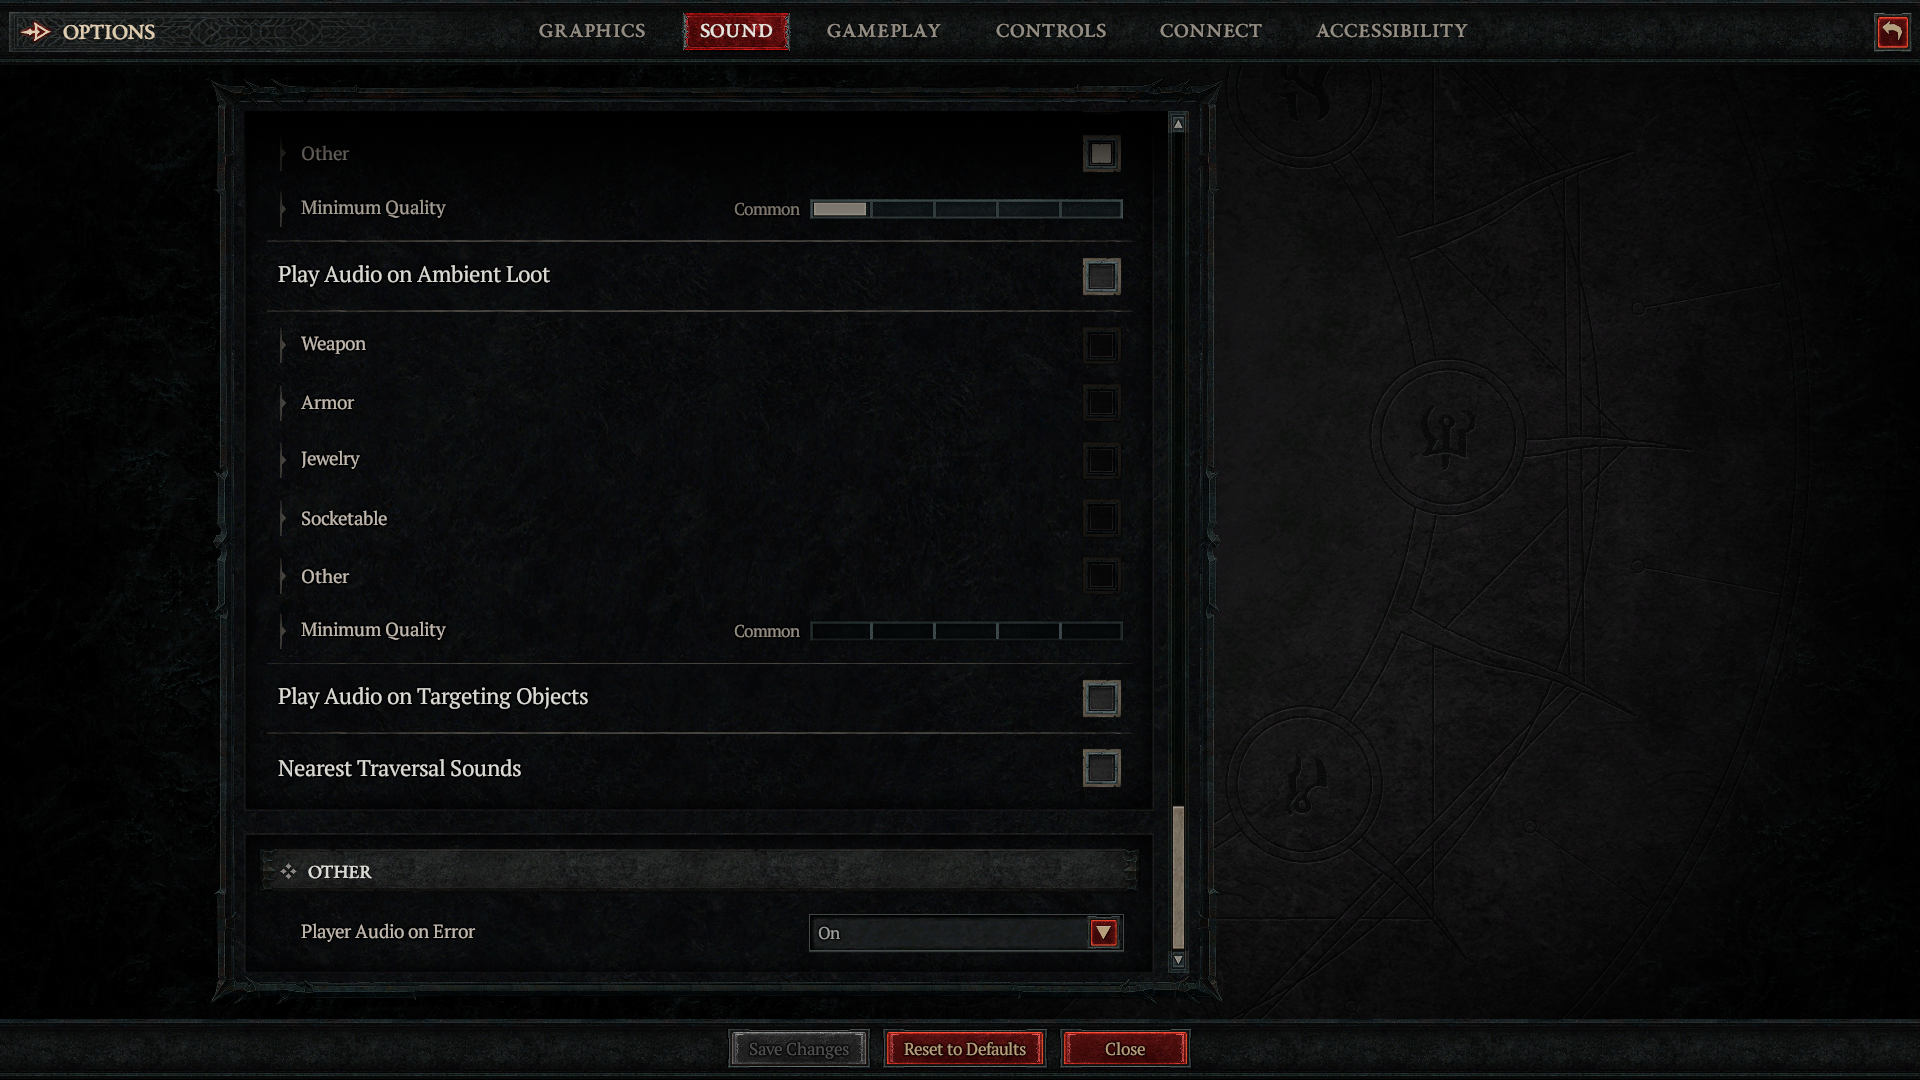 OPTIONS
GRAPHICS
SOUND
GAMEPLAY
CONTROLS
CONNECT
ACCESSIBILITY
Other
Minimum Quality
Common
Play Audio on Ambient Loot
Weapon
Armor
Jewelry
Socketable
Other
Minimum Quality
Common
Play Audio on Targeting Objects
Nearest Traversal Sounds
OTHER
Player Audio on Error
On
Save Changes
Reset to Defaults
Close